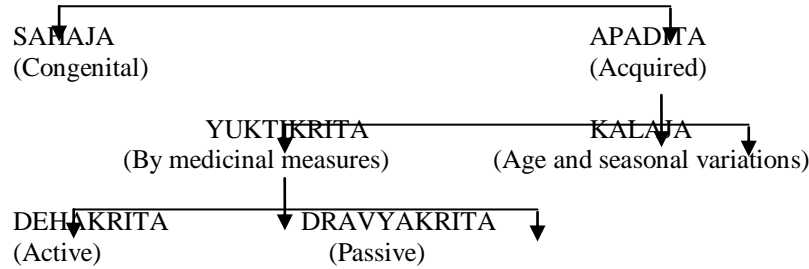 SAHAJA APADITA
(Congenital) (Acquired)
YUKTIKRITA KALAJA
(By medicinal measures) (Age and seasonal variations)
DEHAKRITA DRAVYAKRITA
(Active) (Passive)